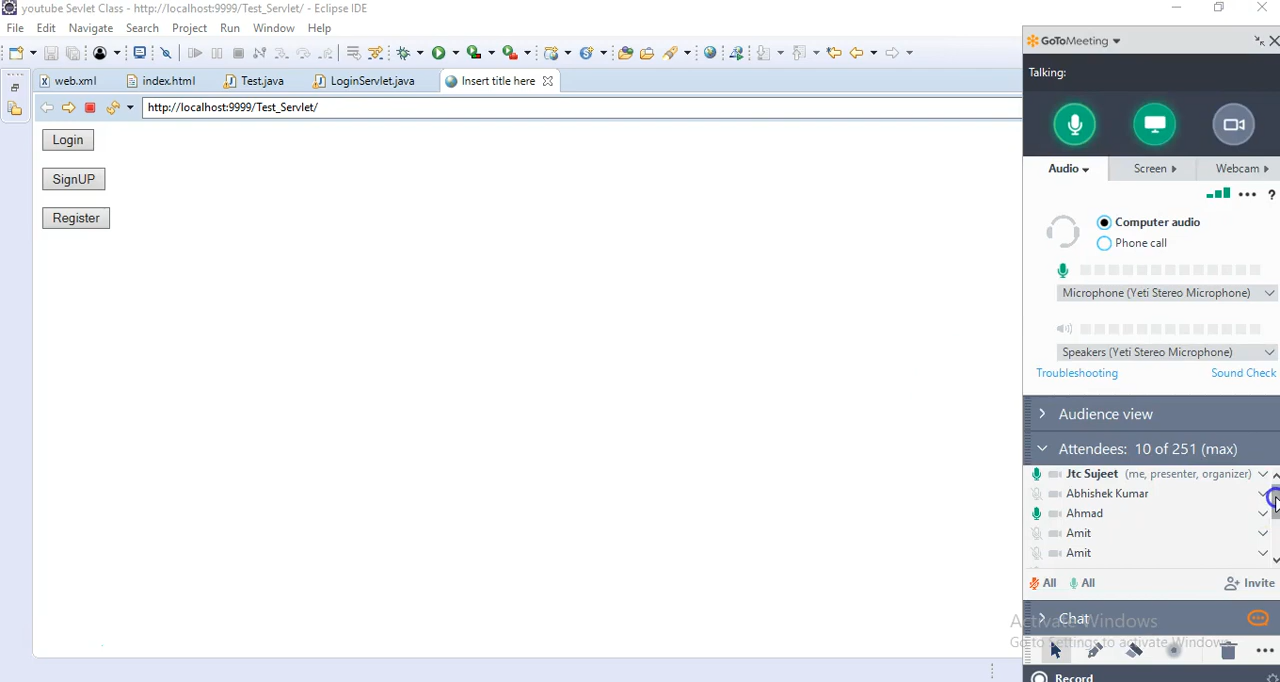 youtube Sevlet Class - http://localhost:9999/Test_Servlet/ - Eclipse IDE
File Edit Navigate Search Project Run Window Help
GoToMeeting
web.xml index.html Test.java LoginServlet.java Insert title here
Talking:
http://localhost:9999/Test_Servlet/
Login
SignUP
Register
Audio Screen Webcam
?
Computer audio
Phone call
Microphone (Yeti Stereo Microphone)
Speakers (Yeti Stereo Microphone)
Troubleshooting Sound Check
Audience view
Attendees: 10 of 251 (max)
Jtc Sujeet (me, presenter, organizer)
Abhishek Kumar
Ahmad
Amit
Amit
All All Invite
Chat
Activate Windows
Go to Settings to activate Windows.
Record